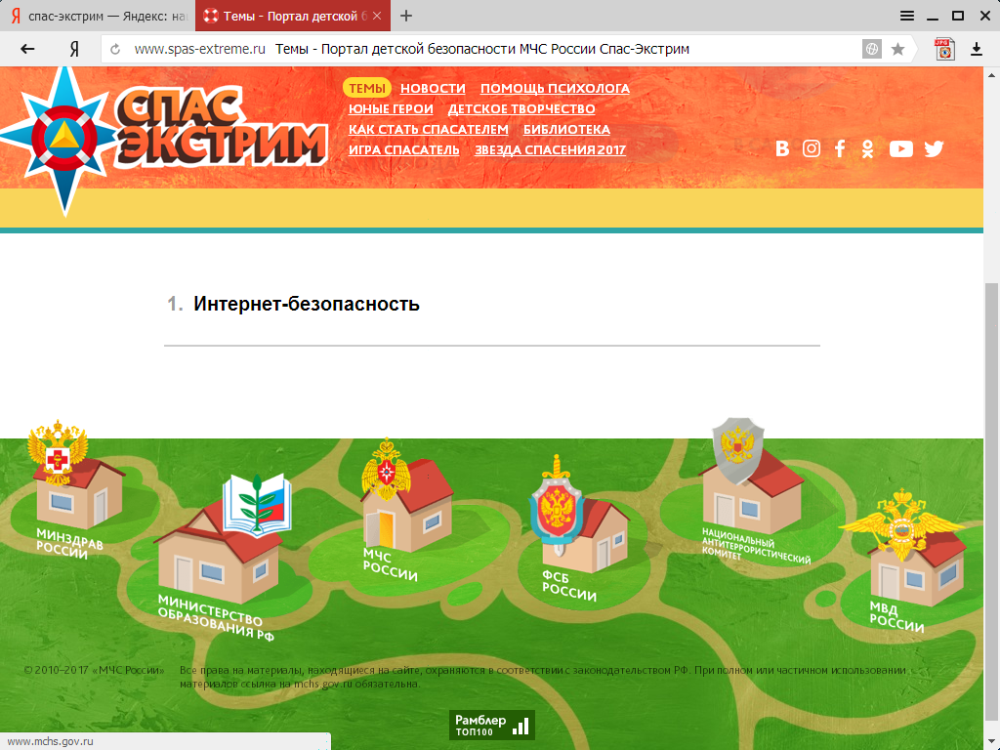 спас-экстрим — Яндекс: на
Темы - Портал детской б
www.spas-extreme.ru Темы - Портал детской безопасности МЧС России Спас-Экстрим
JPG
СПАС
ЭКСТРИМ
ТЕМЫ НОВОСТИ ПОМОЩЬ ПСИХОЛОГА
ЮНЫЕ ГЕРОИ ДЕТСКОЕ ТВОРЧЕСТВО
КАК СТАТЬ СПАСАТЕЛЕМ БИБЛИОТЕКА
ИГРА СПАСАТЕЛЬ ЗВЕЗДА СПАСЕНИЯ 2017
1. Интернет-безопасность
МИНЗДРАВ
РОССИИ
МИНИСТЕРСТВО
ОБРАЗОВАНИЯ РФ
МЧС
РОССИИ
ФСБ
РОССИИ
НАЦИОНАЛЬНЫЙ
АНТИТЕРРОРИСТИЧЕСКИЙ
КОМИТЕТ
МВД
РОССИИ
© 2010–2017 «МЧС России» Все права на материалы, находящиеся на сайте, охраняются в соответствии с законодательством РФ. При полном или частичном использовании
материалов ссылка на mchs.gov.ru обязательна.
Рамблер
ТОП100
www.mchs.gov.ru